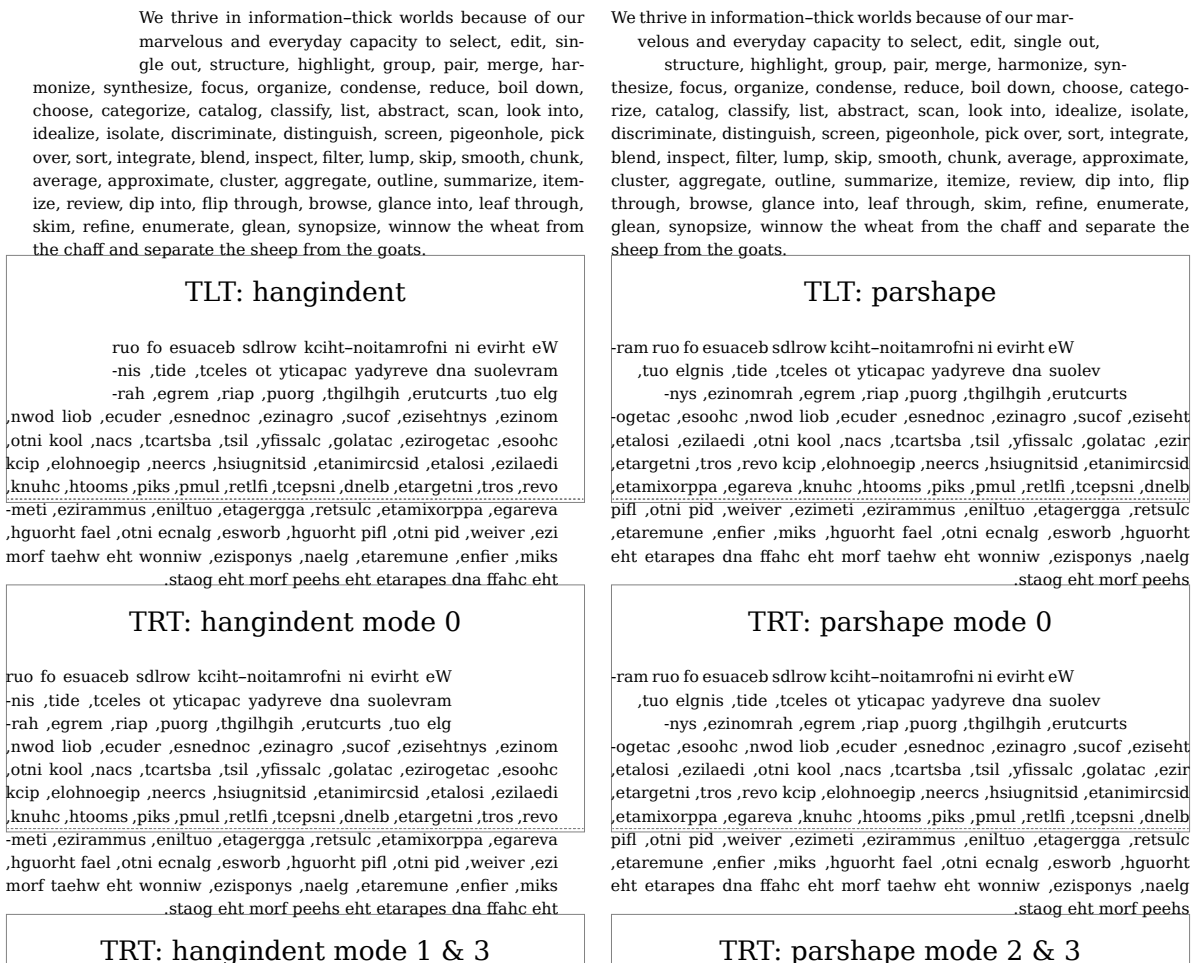 We thrive in information–thick worlds because of our
marvelous and everyday capacity to select, edit, sin-
gle out, structure, highlight, group, pair, merge, har-
monize, synthesize, focus, organize, condense, reduce, boil down,
choose, categorize, catalog, classify, list, abstract, scan, look into,
idealize, isolate, discriminate, distinguish, screen, pigeonhole, pick
over, sort, integrate, blend, inspect, filter, lump, skip, smooth, chunk,
average, approximate, cluster, aggregate, outline, summarize, item-
ize, review, dip into, flip through, browse, glance into, leaf through,
skim, refine, enumerate, glean, synopsize, winnow the wheat from
the chaff and separate the sheep from the goats.
TLT: hangindent
ruo fo esuaceb sdlrow kciht–noitamrofni ni evirht eW
-nis ,tide ,tceles ot yticapac yadyreve dna suolevram
-rah ,egrem ,riap ,puorg ,thgilhgih ,erutcurts ,tuo elg
,nwod liob ,ecuder ,esnednoc ,ezinagro ,sucof ,ezisehtnys ,ezinom
,otni kool ,nacs ,tcartsba ,tsil ,yfissalc ,golatac ,ezirogetac ,esoohc
kcip ,elohnoegip ,neercs ,hsiugnitsid ,etanimircsid ,etalosi ,ezilaedi
,knuhc ,htooms ,piks ,pmul ,retlfi ,tcepsni ,dnelb ,etargetni ,tros ,revo
-meti ,ezirammus ,eniltuo ,etagergga ,retsulc ,etamixorppa ,egareva
,hguorht fael ,otni ecnalg ,esworb ,hguorht pifl ,otni pid ,weiver ,ezi
morf taehw eht wonniw ,ezisponys ,naelg ,etaremune ,enfier ,miks
.staog eht morf peehs eht etarapes dna ffahc eht
TRT: hangindent mode 0
ruo fo esuaceb sdlrow kciht–noitamrofni ni evirht eW
-nis ,tide ,tceles ot yticapac yadyreve dna suolevram
-rah ,egrem ,riap ,puorg ,thgilhgih ,erutcurts ,tuo elg
,nwod liob ,ecuder ,esnednoc ,ezinagro ,sucof ,ezisehtnys ,ezinom
,otni kool ,nacs ,tcartsba ,tsil ,yfissalc ,golatac ,ezirogetac ,esoohc
kcip ,elohnoegip ,neercs ,hsiugnitsid ,etanimircsid ,etalosi ,ezilaedi
,knuhc ,htooms ,piks ,pmul ,retlfi ,tcepsni ,dnelb ,etargetni ,tros ,revo
-meti ,ezirammus ,eniltuo ,etagergga ,retsulc ,etamixorppa ,egareva
,hguorht fael ,otni ecnalg ,esworb ,hguorht pifl ,otni pid ,weiver ,ezi
morf taehw eht wonniw ,ezisponys ,naelg ,etaremune ,enfier ,miks
.staog eht morf peehs eht etarapes dna ffahc eht
TRT: hangindent mode 1 & 3
We thrive in information–thick worlds because of our mar-
velous and everyday capacity to select, edit, single out,
structure, highlight, group, pair, merge, harmonize, syn-
thesize, focus, organize, condense, reduce, boil down, choose, catego-
rize, catalog, classify, list, abstract, scan, look into, idealize, isolate,
discriminate, distinguish, screen, pigeonhole, pick over, sort, integrate,
blend, inspect, filter, lump, skip, smooth, chunk, average, approximate,
cluster, aggregate, outline, summarize, itemize, review, dip into, flip
through, browse, glance into, leaf through, skim, refine, enumerate,
glean, synopsize, winnow the wheat from the chaff and separate the
sheep from the goats.
TLT: parshape
-ram ruo fo esuaceb sdlrow kciht–noitamrofni ni evirht eW
,tuo elgnis ,tide ,tceles ot yticapac yadyreve dna suolev
-nys ,ezinomrah ,egrem ,riap ,puorg ,thgilhgih ,erutcurts
-ogetac ,esoohc ,nwod liob ,ecuder ,esnednoc ,ezinagro ,sucof ,eziseht
,etalosi ,ezilaedi ,otni kool ,nacs ,tcartsba ,tsil ,yfissalc ,golatac ,ezir
,etargetni ,tros ,revo kcip ,elohnoegip ,neercs ,hsiugnitsid ,etanimircsid
,etamixorppa ,egareva ,knuhc ,htooms ,piks ,pmul ,retlfi ,tcepsni ,dnelb
pifl ,otni pid ,weiver ,ezimeti ,ezirammus ,eniltuo ,etagergga ,retsulc
,etaremune ,enfier ,miks ,hguorht fael ,otni ecnalg ,esworb ,hguorht
eht etarapes dna ffahc eht morf taehw eht wonniw ,ezisponys ,naelg
.staog eht morf peehs
TRT: parshape mode 0
-ram ruo fo esuaceb sdlrow kciht–noitamrofni ni evirht eW
,tuo elgnis ,tide ,tceles ot yticapac yadyreve dna suolev
-nys ,ezinomrah ,egrem ,riap ,puorg ,thgilhgih ,erutcurts
-ogetac ,esoohc ,nwod liob ,ecuder ,esnednoc ,ezinagro ,sucof ,eziseht
,etalosi ,ezilaedi ,otni kool ,nacs ,tcartsba ,tsil ,yfissalc ,golatac ,ezir
,etargetni ,tros ,revo kcip ,elohnoegip ,neercs ,hsiugnitsid ,etanimircsid
,etamixorppa ,egareva ,knuhc ,htooms ,piks ,pmul ,retlfi ,tcepsni ,dnelb
pifl ,otni pid ,weiver ,ezimeti ,ezirammus ,eniltuo ,etagergga ,retsulc
,etaremune ,enfier ,miks ,hguorht fael ,otni ecnalg ,esworb ,hguorht
eht etarapes dna ffahc eht morf taehw eht wonniw ,ezisponys ,naelg
.staog eht morf peehs
TRT: parshape mode 2 & 3